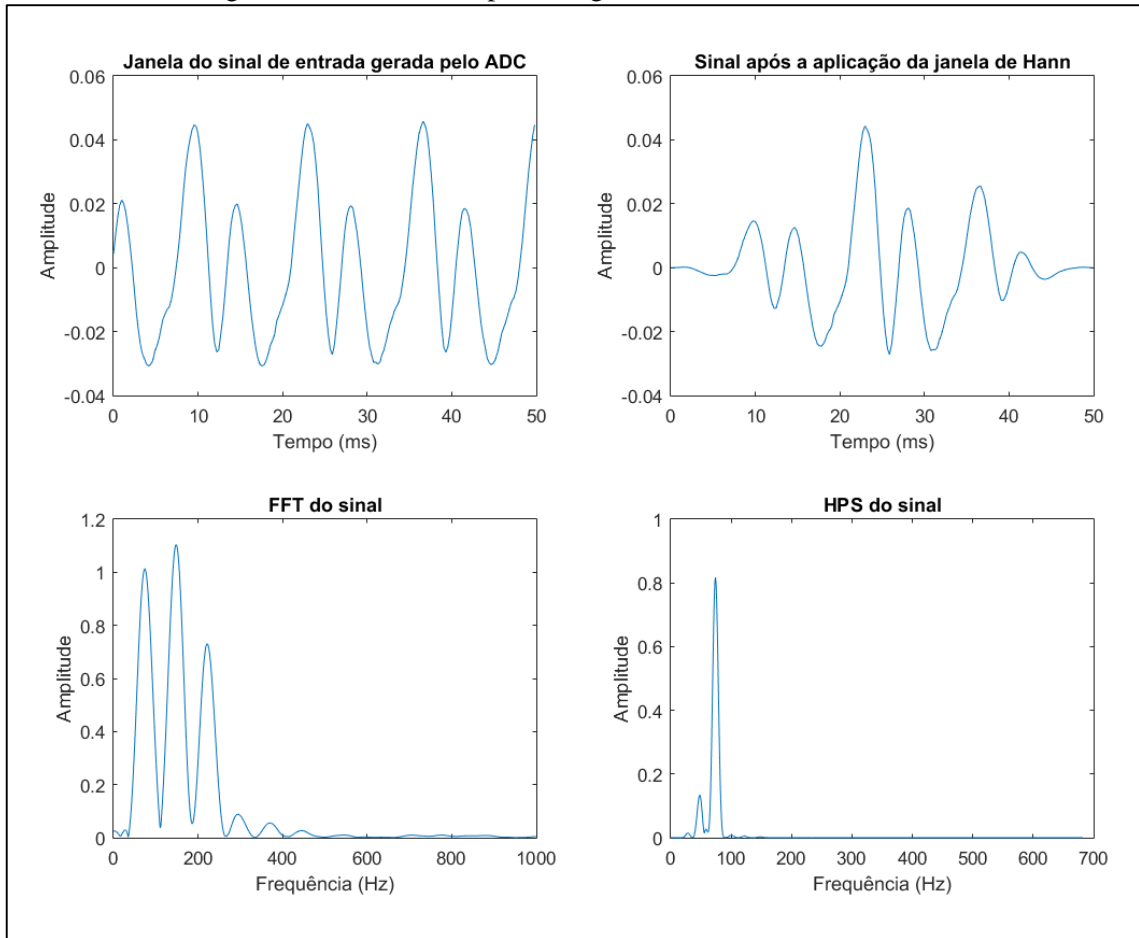 Janela do sinal de entrada gerada pelo ADC
0.06
0.04
0.02
0
-0.02
-0.04
Amplitude
0 10 20 30 40 50
Tempo (ms)
Sinal após a aplicação da janela de Hann
0.06
0.04
0.02
0
-0.02
-0.04
Amplitude
0 10 20 30 40 50
Tempo (ms)
FFT do sinal
1.2
1
0.8
0.6
0.4
0.2
0
Amplitude
0 200 400 600 800 1000
Frequência (Hz)
HPS do sinal
1
0.8
0.6
0.4
0.2
0
Amplitude
0 100 200 300 400 500 600 700
Frequência (Hz)